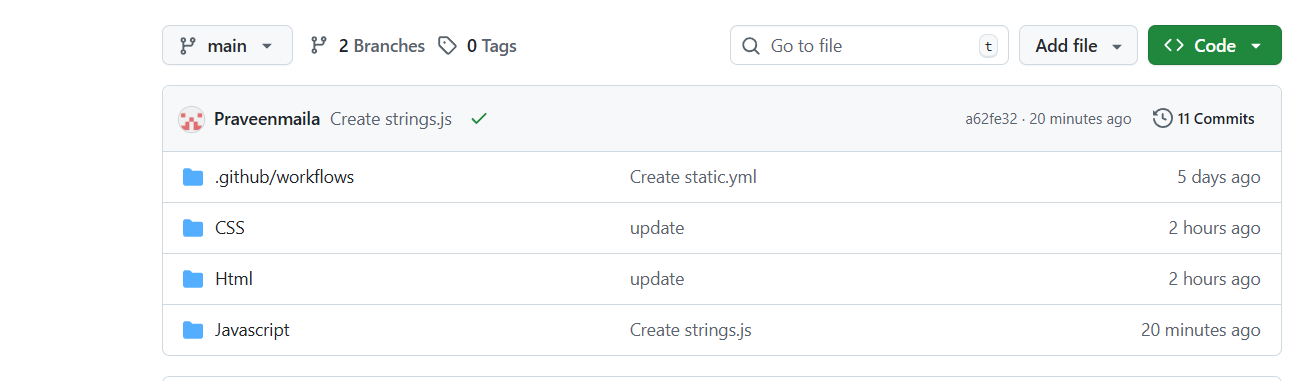 main 2 Branches 0 Tags Go to file t Add file <> Code
Praveenmaila Create strings.js a62fe32 · 20 minutes ago 11 Commits
.github/workflows Create static.yml 5 days ago
CSS update 2 hours ago
Html update 2 hours ago
Javascript Create strings.js 20 minutes ago